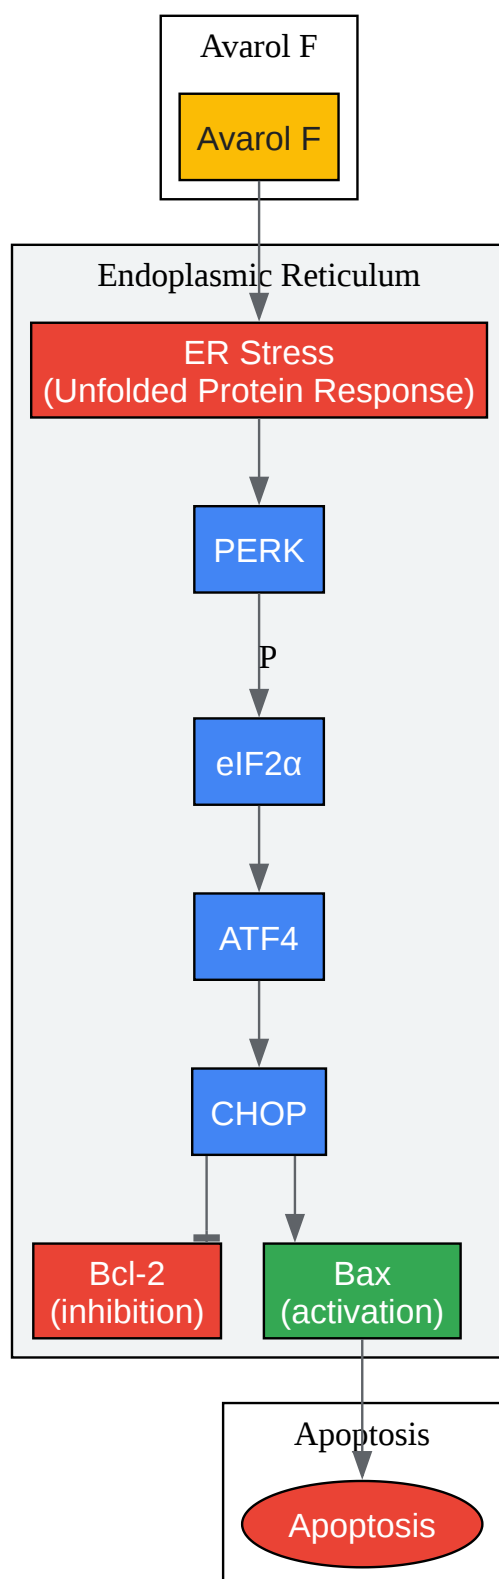 Avarol F
Avarol F
Endoplasmic Reticulum
ER Stress
(Unfolded Protein Response)
PERK
P
eIF2α
ATF4
CHOP
Bcl-2
(inhibition)
Bax
(activation)
Apoptosis
Apoptosis